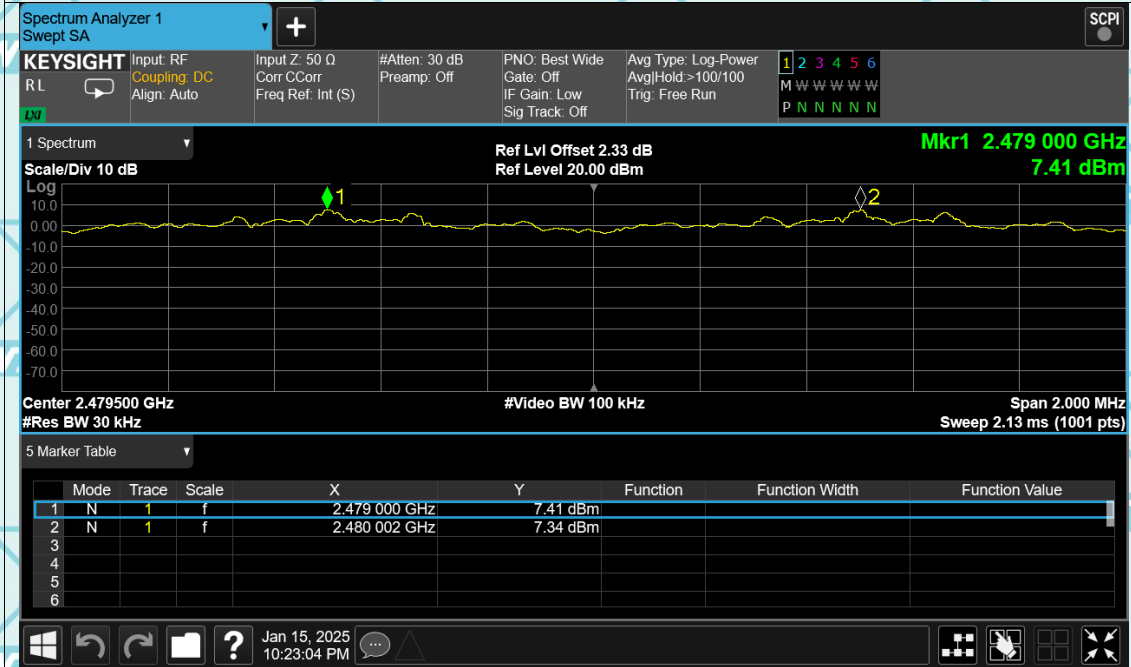 Spectrum Analyzer 1
Swept SA
+
SCPI
KEYSIGHT
RL
LXI
Input: RF
Coupling: DC
Align: Auto
Input Z: 50 Ω
Corr CCorr
Freq Ref: Int (S)
#Atten: 30 dB
Preamp: Off
PNO: Best Wide
Gate: Off
IF Gain: Low
Sig Track: Off
Avg Type: Log-Power
Avg|Hold:>100/100
Trig: Free Run
1 2 3 4 5 6
M W W W W W
P N N N N N
1 Spectrum
Scale/Div 10 dB
Ref Lvl Offset 2.33 dB
Ref Level 20.00 dBm
Mkr1 2.479 000 GHz
7.41 dBm
Log
10.0
0.00
-10.0
-20.0
-30.0
-40.0
-50.0
-60.0
-70.0
1
2
Center 2.479500 GHz
#Video BW 100 kHz
Span 2.000 MHz
#Res BW 30 kHz
Sweep 2.13 ms (1001 pts)
5 Marker Table
Mode Trace Scale X Y Function Function Width Function Value
1 N 1 f 2.479 000 GHz 7.41 dBm
2 N 1 f 2.480 002 GHz 7.34 dBm
3
4
5
6
?
Jan 15, 2025
10:23:04 PM